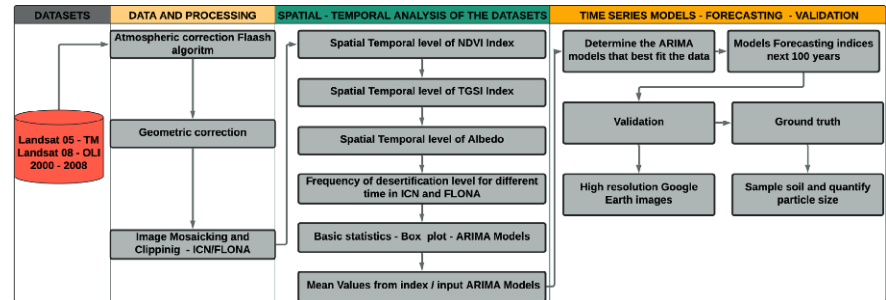 DATASETS
DATA AND PROCESSING
SPATIAL - TEMPORAL ANALYSIS OF THE DATASETS
TIME SERIES MODELS - FORECASTING - VALIDATION
Landsat 05 - TM
Landsat 08 - OLI
2000 - 2008
Atmospheric correction Flaash
algoritm
Geometric correction
Image Mosaicking and
Clippinig - ICN/FLONA
Spatial Temporal level of NDVI Index
Spatial Temporal level of TGSI Index
Spatial Temporal level of Albedo
Frequency of desertification level for different
time in ICN and FLONA
Basic statistics - Box plot - ARIMA Models
Mean Values from index / input ARIMA Models
Determine the ARIMA
models that best fit the data
Models Forecasting indices
next 100 years
Validation
Ground truth
High resolution Google
Earth images
Sample soil and quantify
particle size